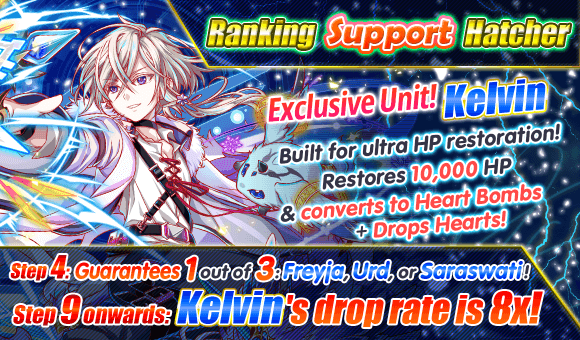 Ranking Support Hatcher
Exclusive Unit! Kelvin
Built for ultra HP restoration!
Restores 10,000 HP
& converts to Heart Bombs
+ Drops Hearts!
Step 4: Guarantees 1 out of 3: Freyja, Urd, or Saraswati!
Step 9 onwards: Kelvin's drop rate is 8x!